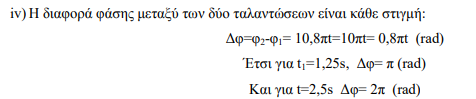 iv) Η διαφορά φάσης μεταξύ των δύο ταλαντώσεων είναι κάθε στιγμή:
Δφ=φ₂-φ₁= 10,8πt=10πt= 0,8πt (rad)
Έτσι για t₁=1,25s, Δφ= π (rad)
Και για t=2,5s Δφ= 2π (rad)